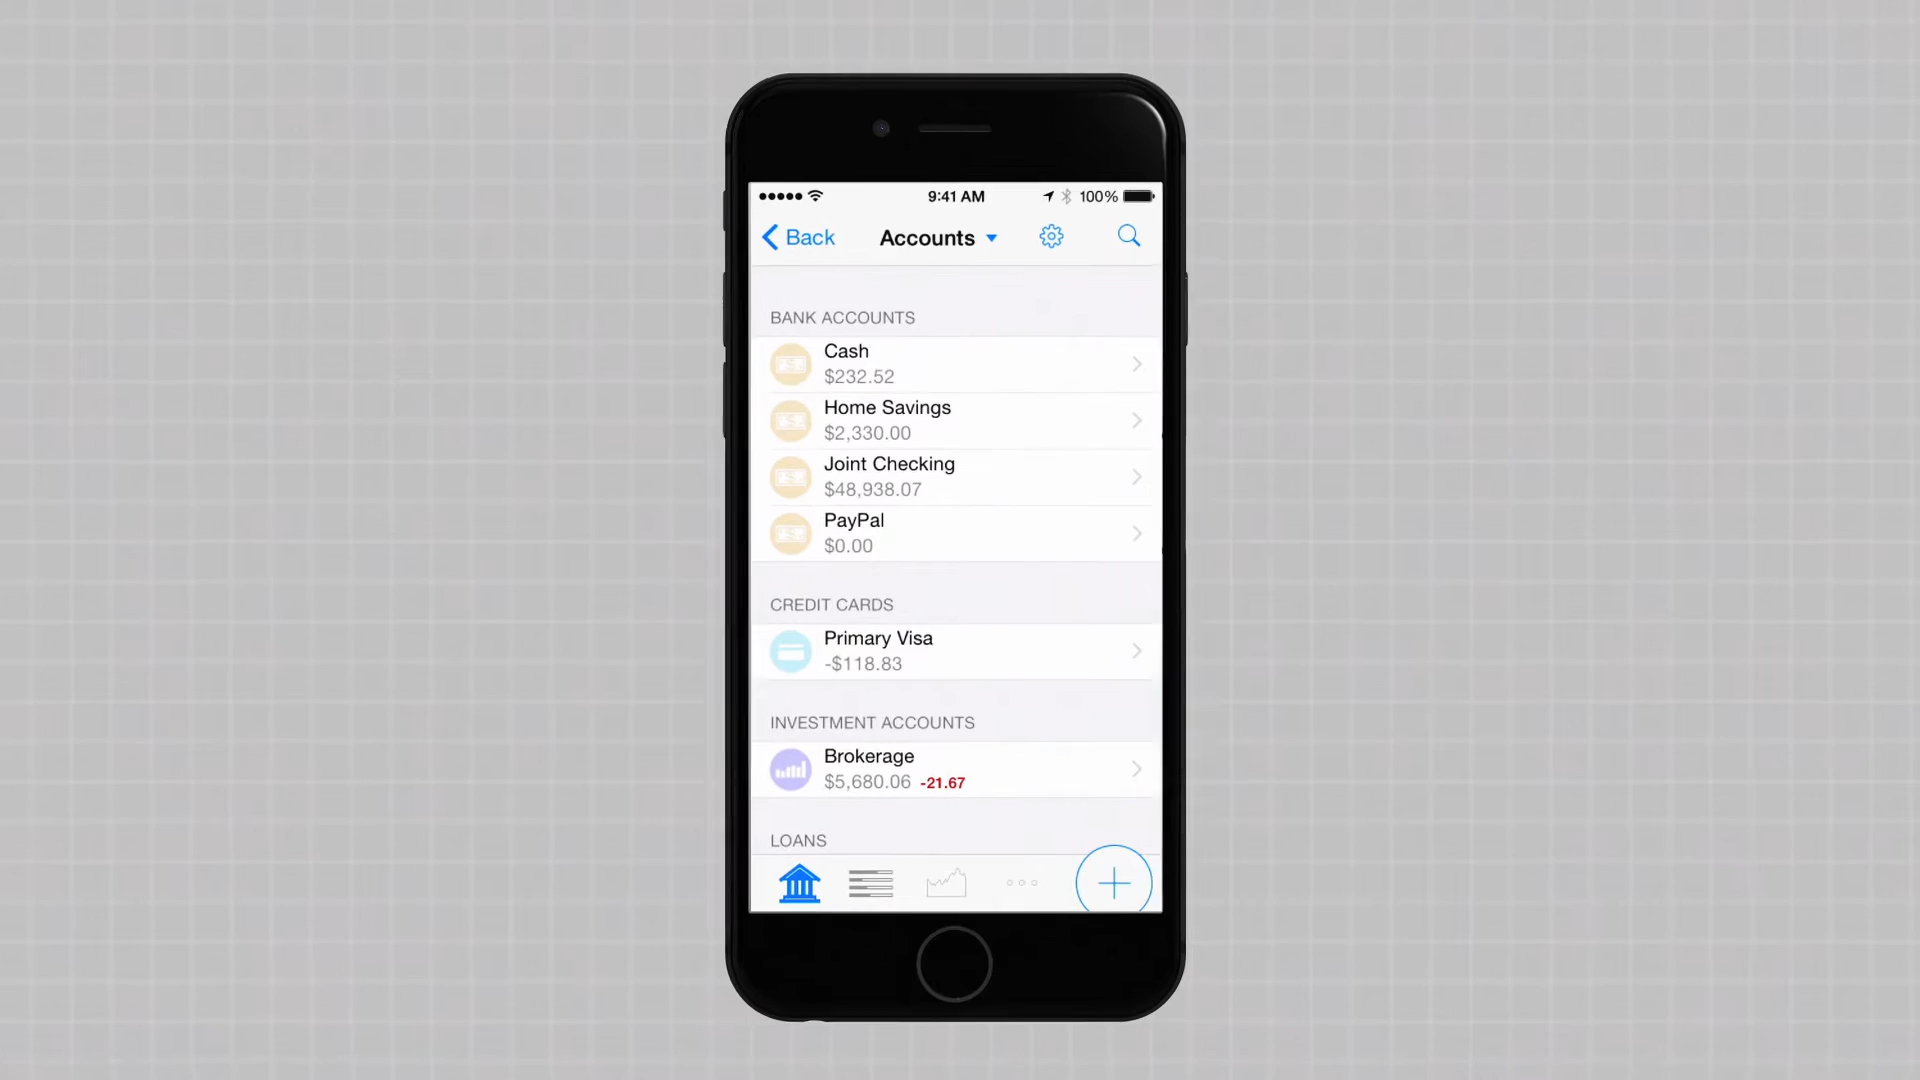 9:41 AM 100%
Back Accounts
BANK ACCOUNTS
Cash
$232.52
Home Savings
$2,330.00
Joint Checking
$48,938.07
PayPal
$0.00
CREDIT CARDS
Primary Visa
-$118.83
INVESTMENT ACCOUNTS
Brokerage
$5,680.06 -21.67
LOANS